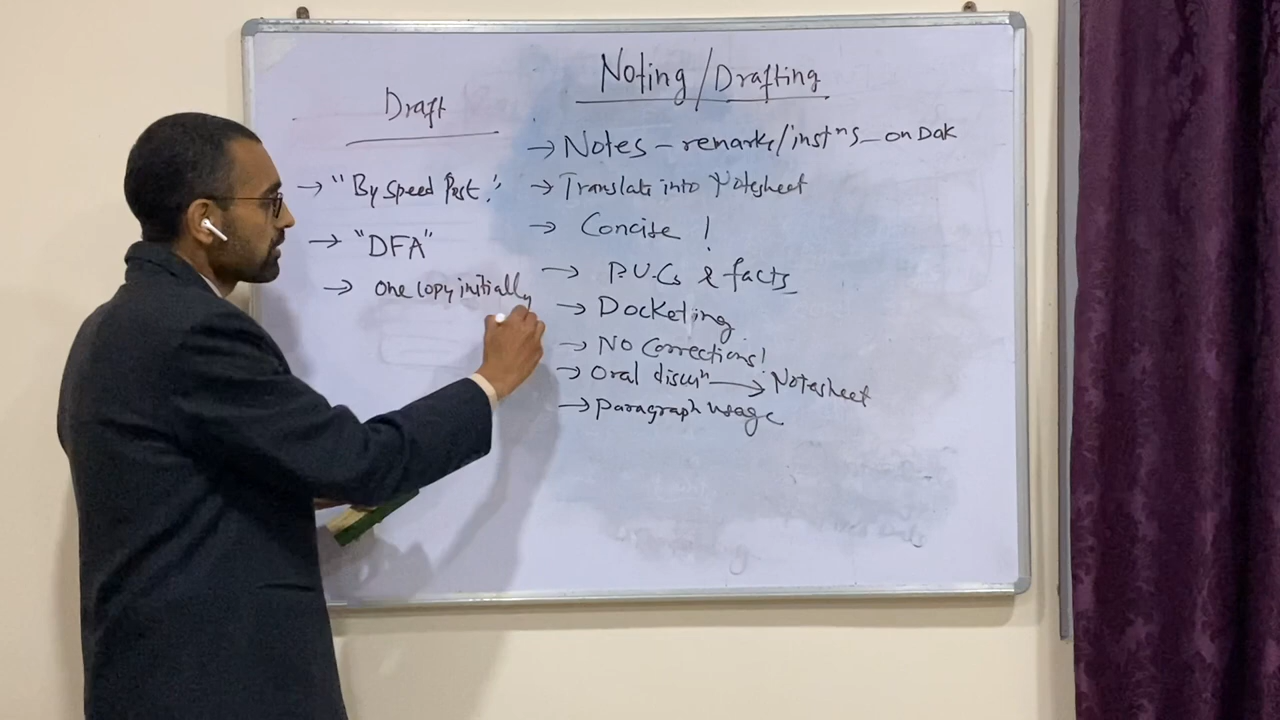 Noting/Drafting
→ Notes - remarks/instⁿs - on Dak
→ Translate into Notesheet
→ Concise !
→ P.U.Cs & facts
→ Docketing
→ NO Corrections!
→ Oral discuⁿ → Notesheet
→ Paragraph usage
Draft
→ "By Speed Post."
→ "DFA"
→ One copy initially